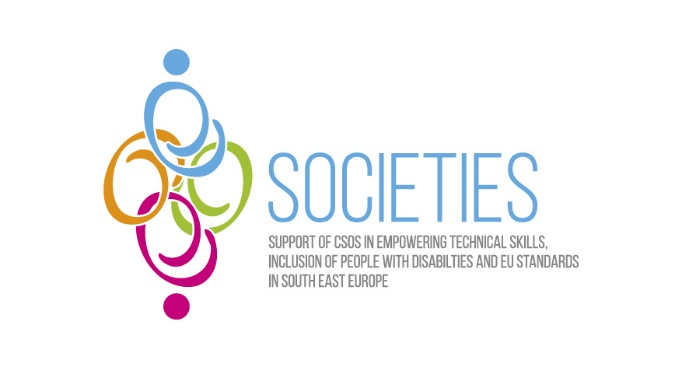 SOCIETIES
SUPPORT OF CSOS IN EMPOWERING TECHNICAL SKILLS,
INCLUSION OF PEOPLE WITH DISABILTIES AND EU STANDARDS
IN SOUTH EAST EUROPE